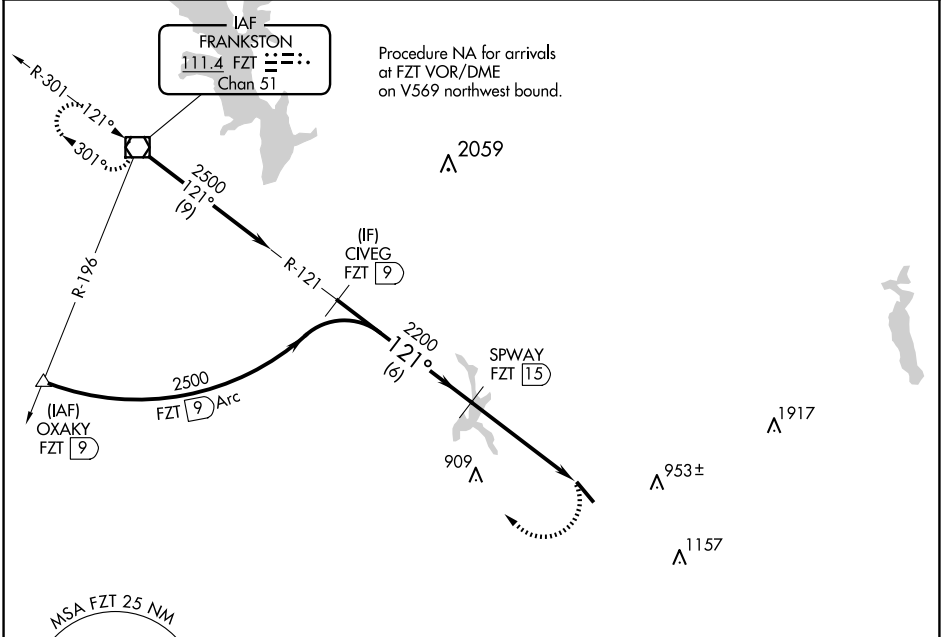 IAF
FRANKSTON
111.4 FZT
Chan 51
Procedure NA for arrivals
at FZT VOR/DME
on V569 northwest bound.
R-301
121°
301°
2059
2500
121°
(9)
R-196
R-121
(IF)
CIVEG
FZT 9
2200
121°
(6)
SPWAY
FZT 15
2500
FZT 9 Arc
(IAF)
OXAKY
FZT 9
1917
909
953±
1157
MSA FZT 25 NM